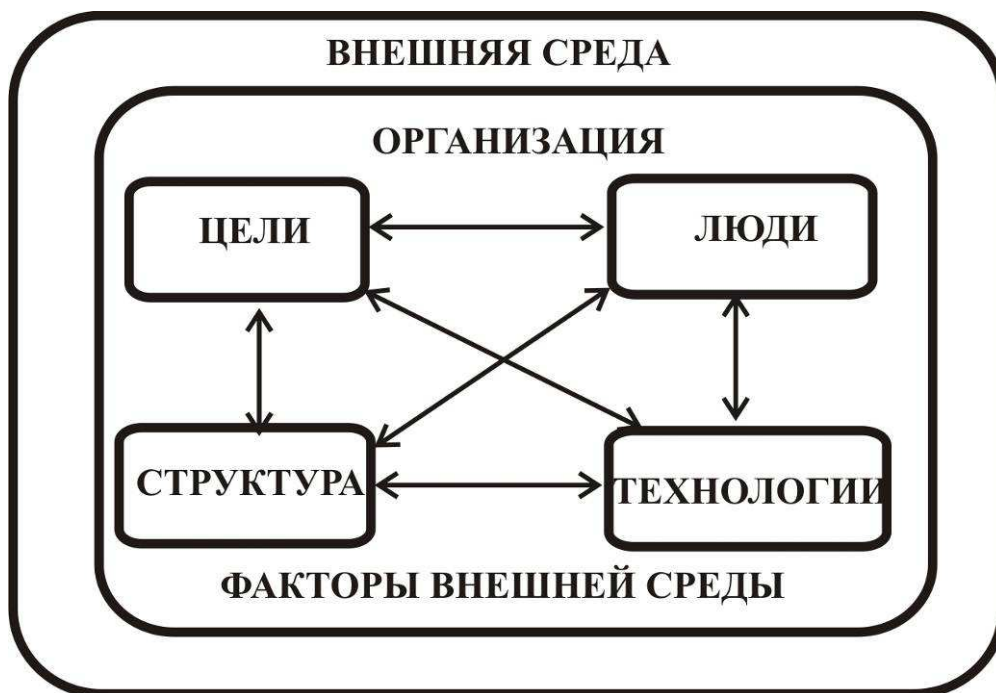 ВНЕШНЯЯ СРЕДА
ОРГАНИЗАЦИЯ
ЦЕЛИ
ЛЮДИ
СТРУКТУРА
ТЕХНОЛОГИИ
ФАКТОРЫ ВНЕШНЕЙ СРЕДЫ